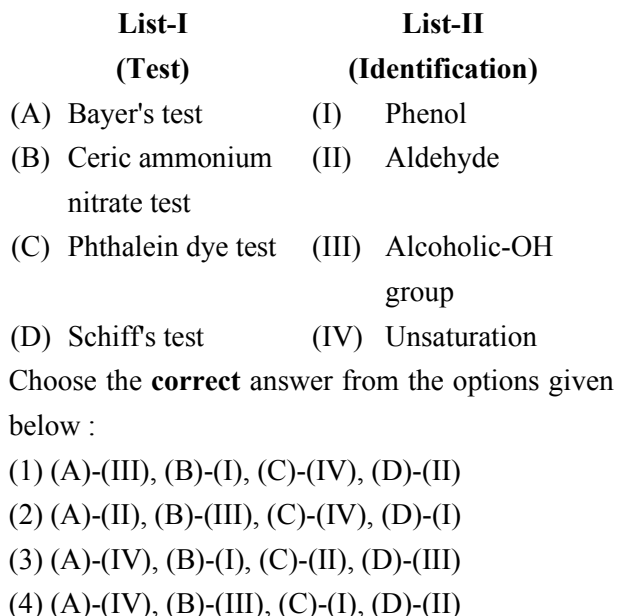 List-I List-II
(Test) (Identification)
(A) Bayer's test (I) Phenol
(B) Ceric ammonium (II) Aldehyde
nitrate test
(C) Phthalein dye test (III) Alcoholic-OH
group
(D) Schiff's test (IV) Unsaturation
Choose the correct answer from the options given
below :
(1) (A)-(III), (B)-(I), (C)-(IV), (D)-(II)
(2) (A)-(II), (B)-(III), (C)-(IV), (D)-(I)
(3) (A)-(IV), (B)-(I), (C)-(II), (D)-(III)
(4) (A)-(IV), (B)-(III), (C)-(I), (D)-(II)